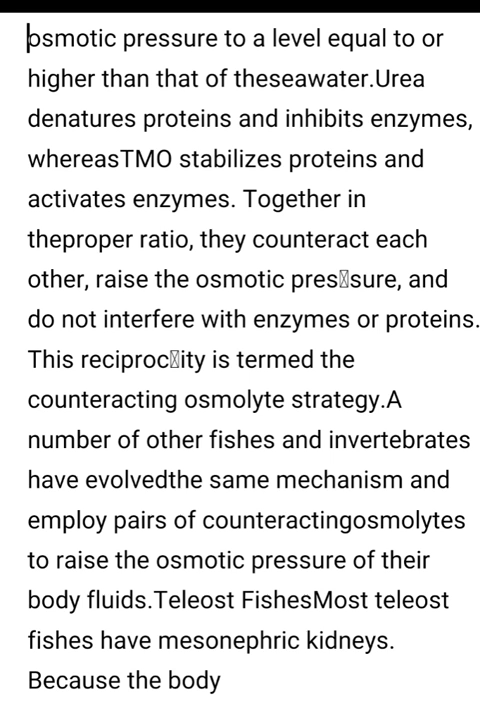 osmotic pressure to a level equal to or
higher than that of theseawater.Urea
denatures proteins and inhibits enzymes,
whereasTMO stabilizes proteins and
activates enzymes. Together in
theproper ratio, they counteract each
other, raise the osmotic pres￾sure, and
do not interfere with enzymes or proteins.
This reciproc￾ity is termed the
counteracting osmolyte strategy.A
number of other fishes and invertebrates
have evolvedthe same mechanism and
employ pairs of counteractingosmolytes
to raise the osmotic pressure of their
body fluids.Teleost FishesMost teleost
fishes have mesonephric kidneys.
Because the body